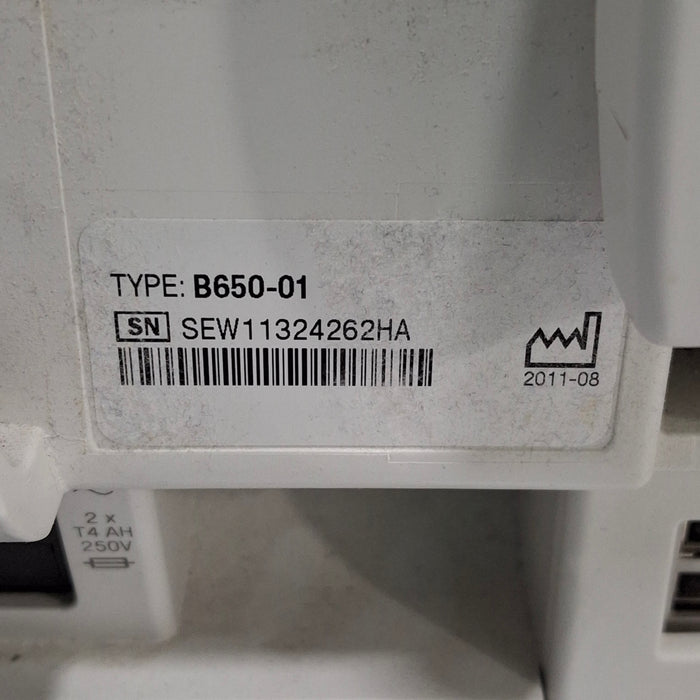 TYPE: B650-01
SN SEW11324262HA
2011-08
2 x
T4 AH
250V